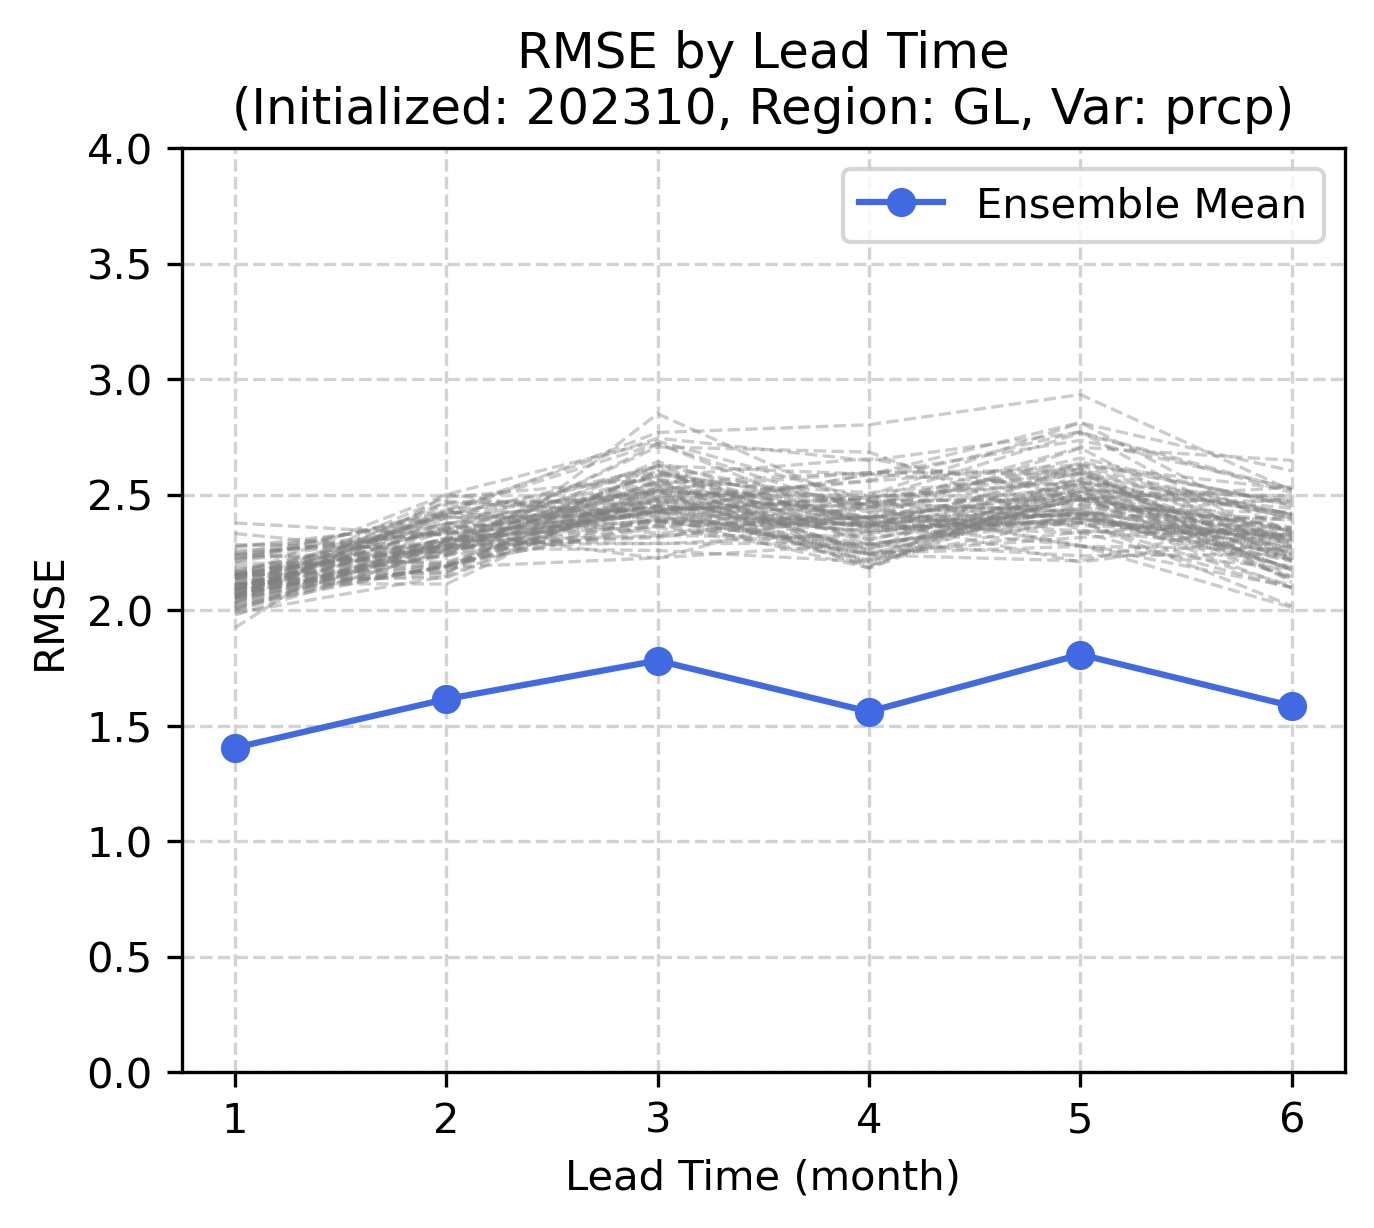 RMSE by Lead Time
(Initialized: 202310, Region: GL, Var: prcp)
Ensemble Mean
RMSE
4.0
3.5
3.0
2.5
2.0
1.5
1.0
0.5
0.0
1 2 3 4 5 6
Lead Time (month)